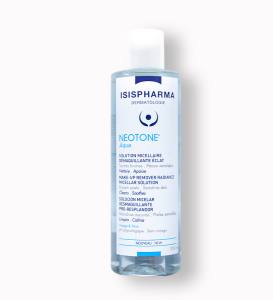 ISISPHARMA
DERMATOLOGIE
NEOTONE®
Aqua
SOLUTION MICELLAIRE
DÉMAQUILLANTE ÉCLAT
Nettoie · Apaise
MAKE-UP REMOVER RADIANCE
MICELLAR SOLUTION
Cleans · Soothes
SOLUCIÓN MICELAR
DESMAQUILLANTE
PRO-RESPLANDOR
Limpia · Calma
NOUVEAU · NEW